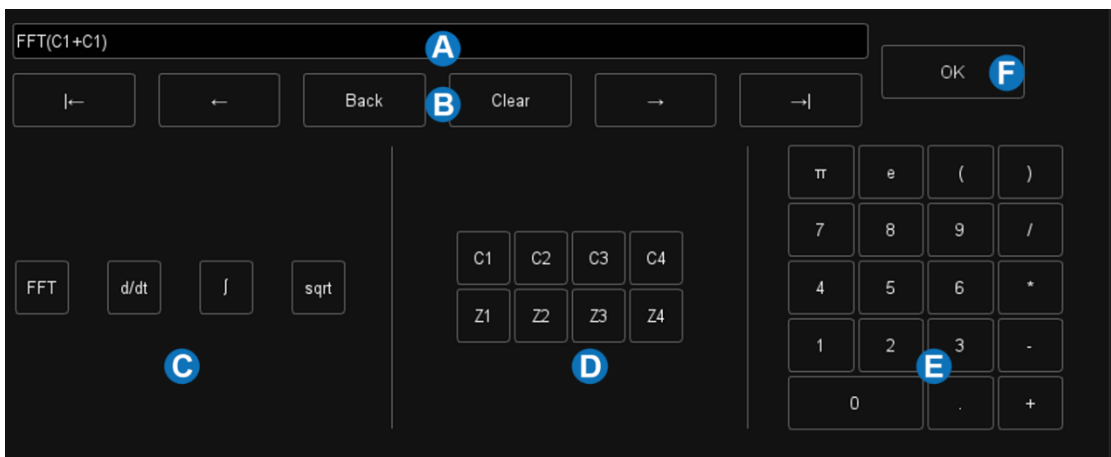 FFT(C1+C1)
A
OK
F
|←
←
Back
B
Clear
→
→|
π e ( )
7 8 9 /
C1 C2 C3 C4
FFT d/dt ∫ sqrt
4 5 6 *
Z1 Z2 Z3 Z4
1 2 3 -
C
D
E
0 . +